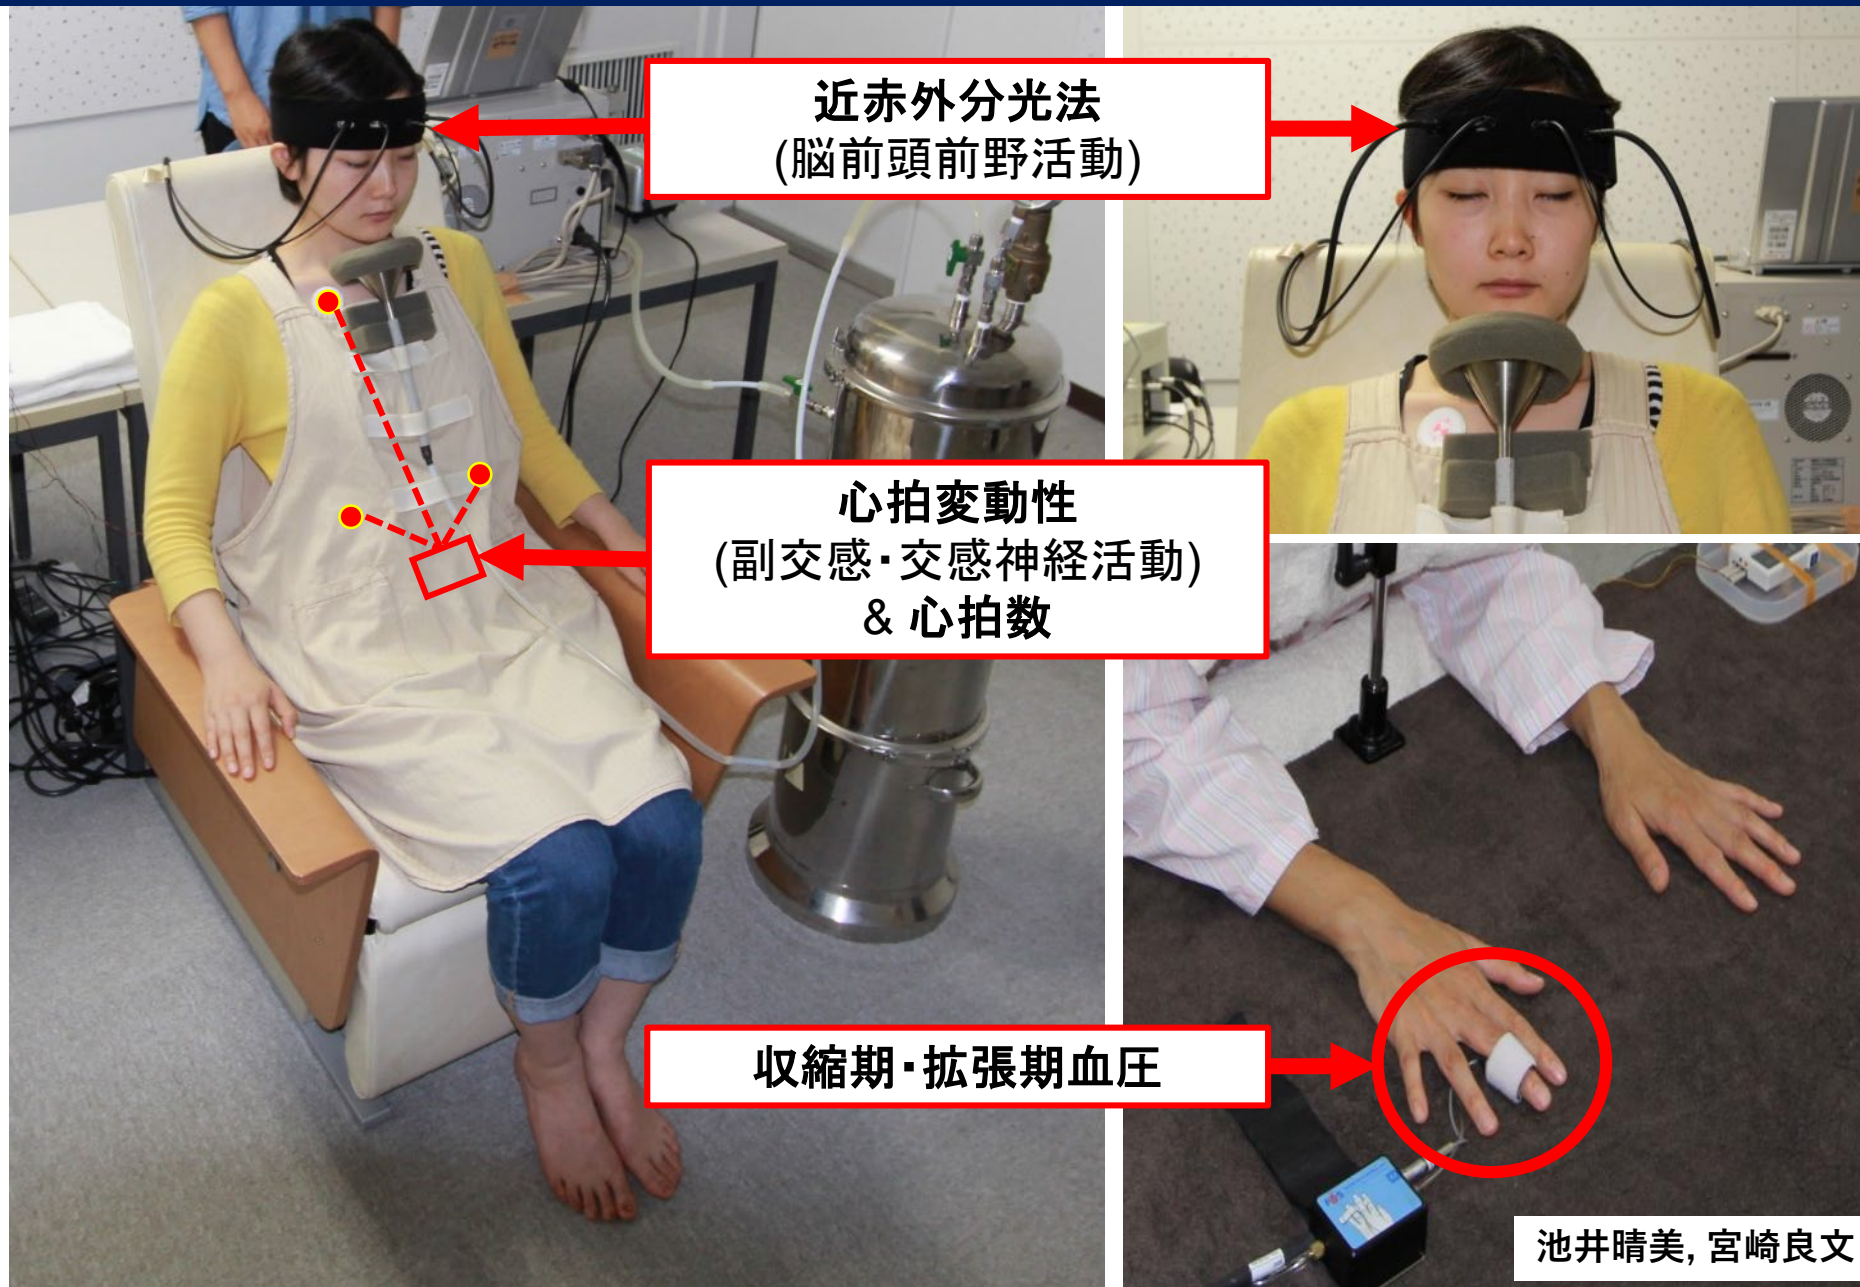 近赤外分光法
(脳前頭前野活動)
心拍変動性
(副交感・交感神経活動)
& 心拍数
収縮期・拡張期血圧
池井晴美, 宮崎良文